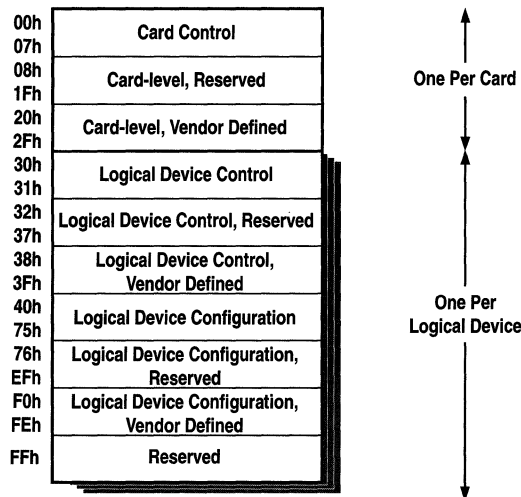 00h
07h
Card Control
08h
1Fh
Card-level, Reserved
20h
2Fh
Card-level, Vendor Defined
One Per Card
30h
31h
Logical Device Control
32h
37h
Logical Device Control, Reserved
38h
3Fh
Logical Device Control,
Vendor Defined
40h
75h
Logical Device Configuration
76h
EFh
Logical Device Configuration,
Reserved
F0h
FEh
Logical Device Configuration,
Vendor Defined
FFh
Reserved
One Per
Logical Device